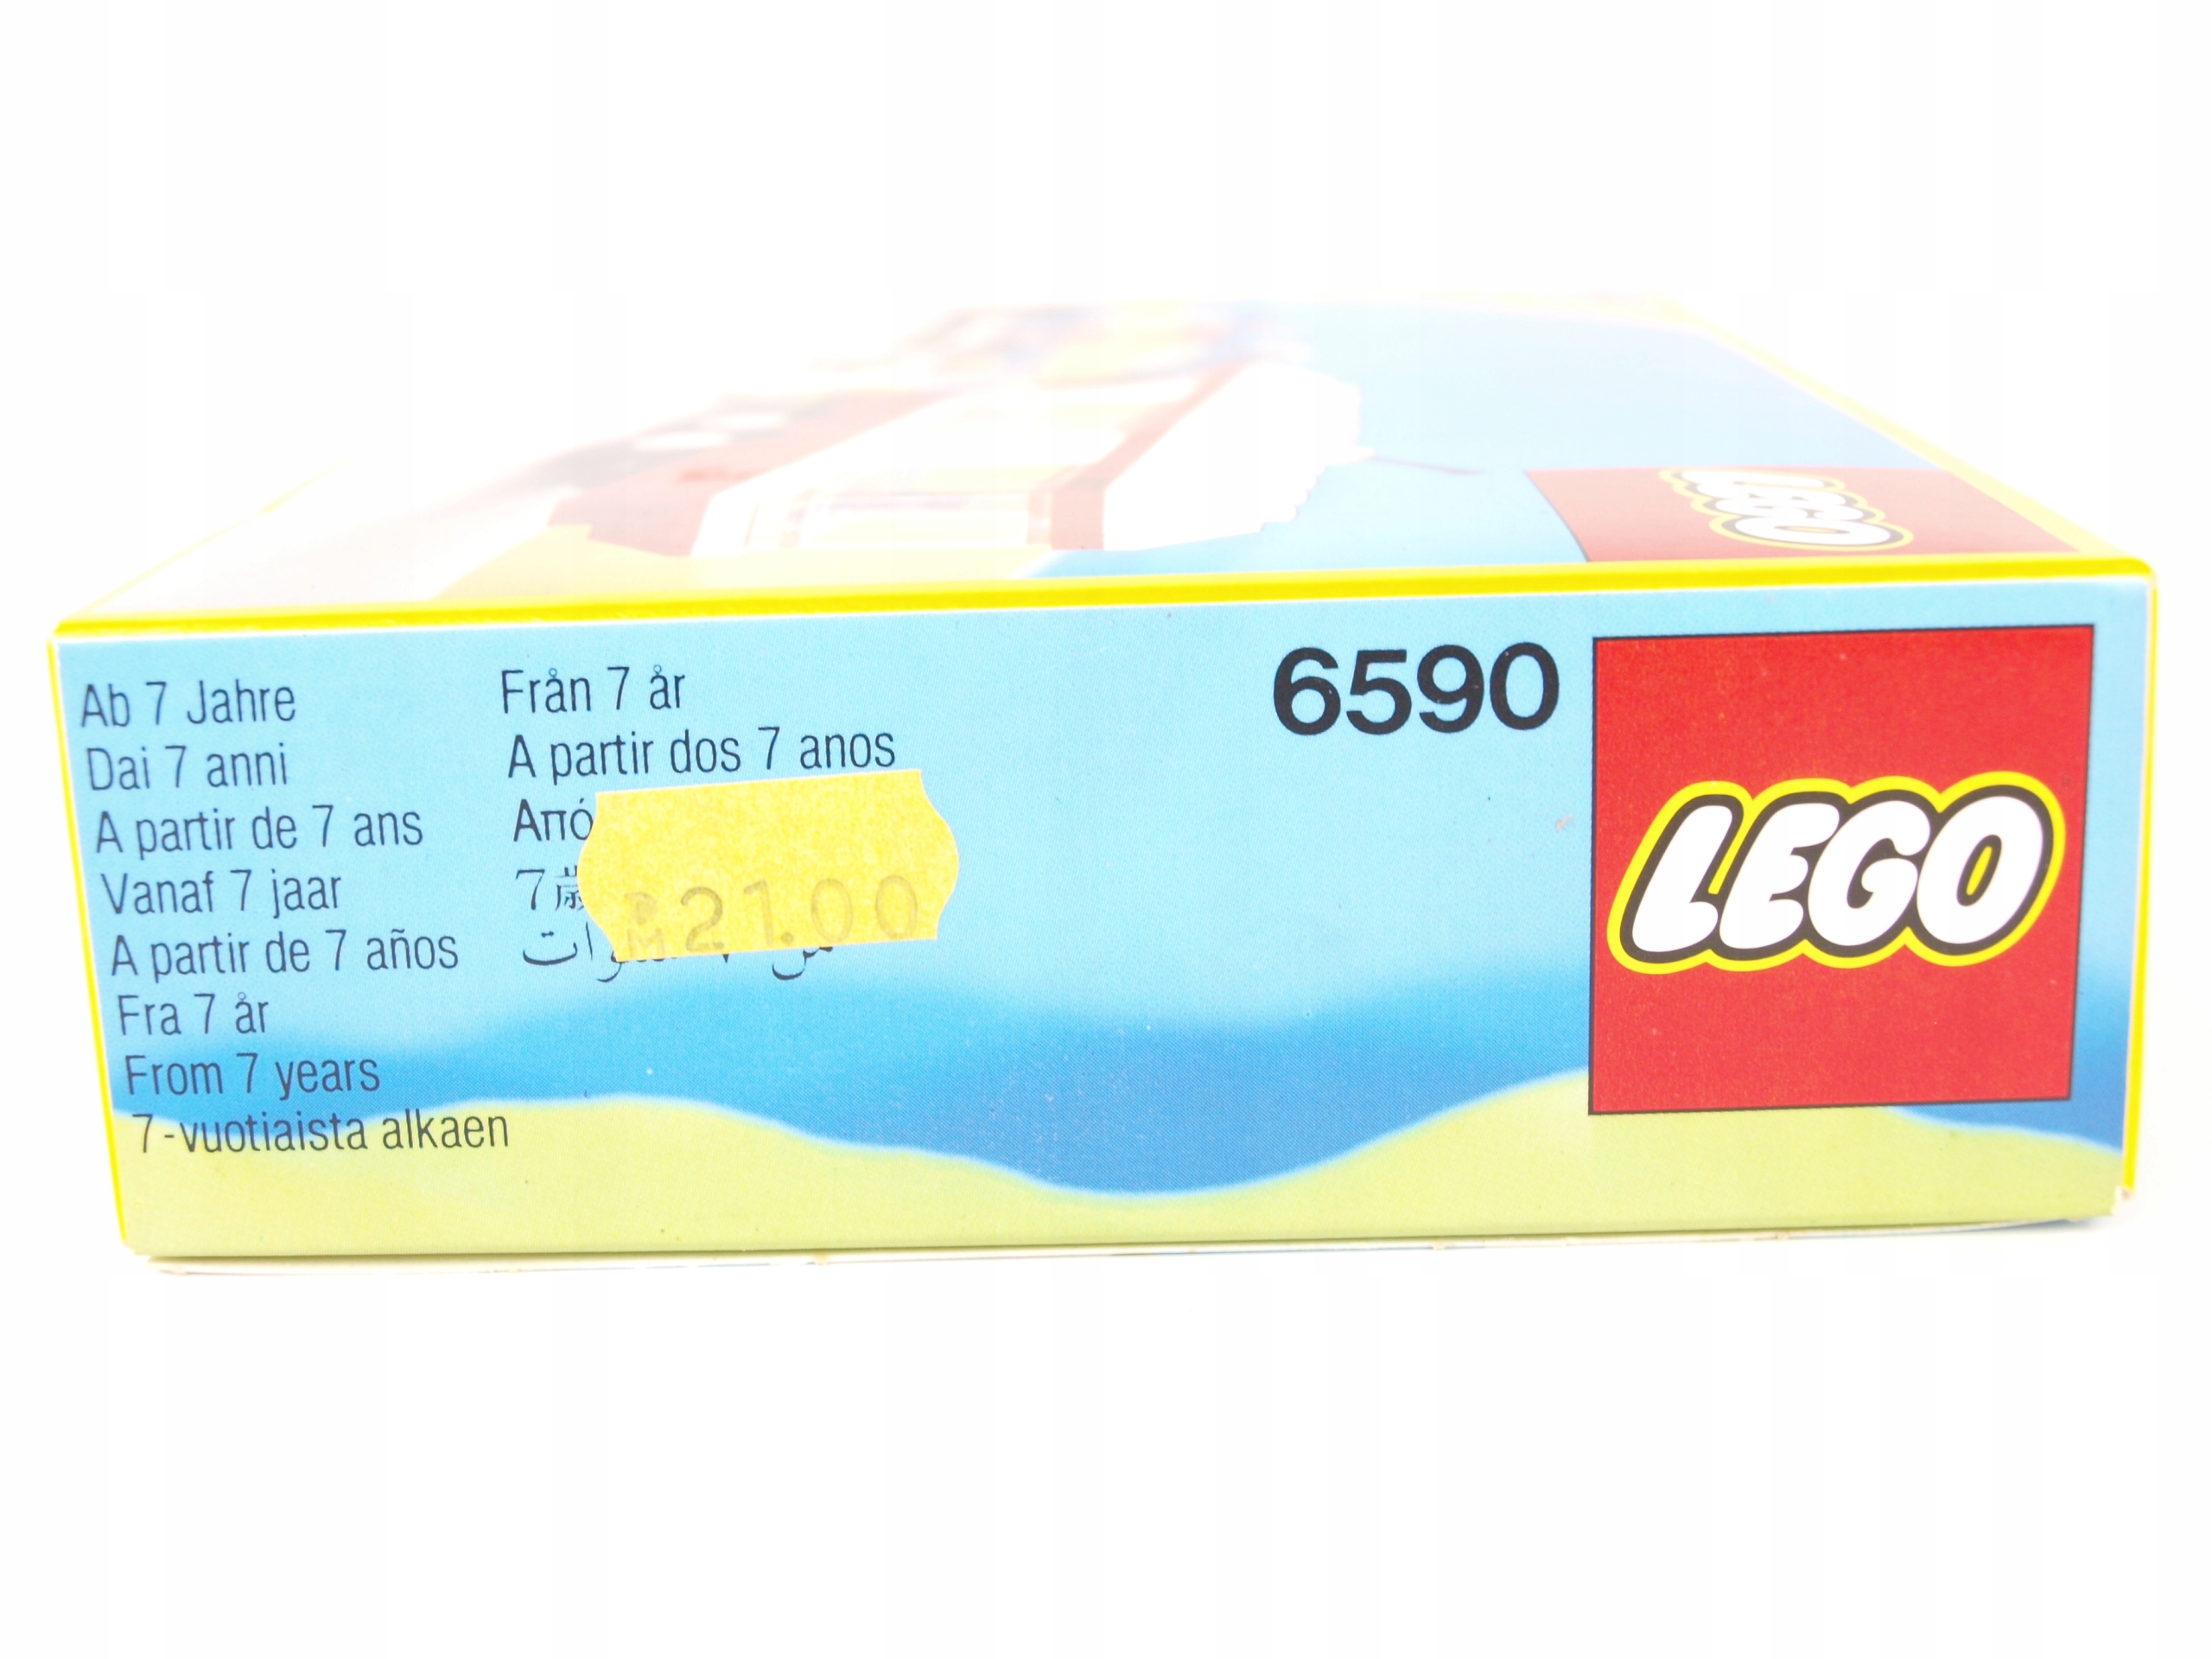 LEGO
Ab 7 Jahre
Dai 7 anni
A partir de 7 ans
Vanaf 7 jaar
A partir de 7 años
Fra 7 år
From 7 years
7-vuotiaista alkaen
Från 7 år
A partir dos 7 anos
Από
7歳
21.00
6590
LEGO